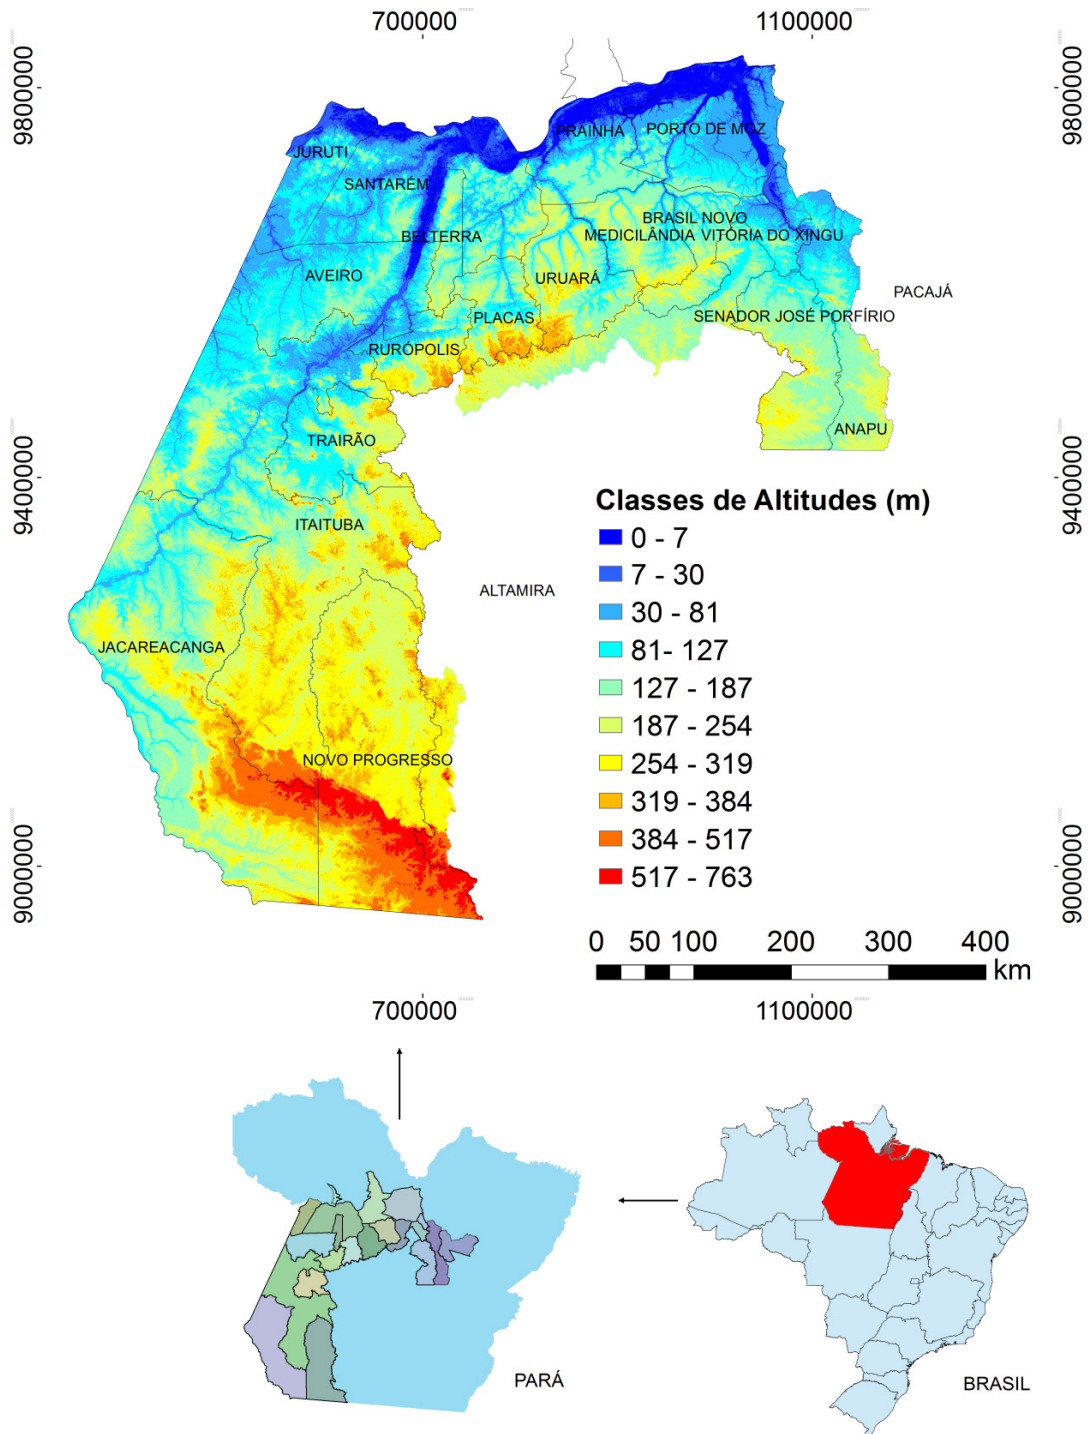 700000
1100000
9800000
9800000
PRAINHA
PORTO DE MOZ
JURUTI
SANTARÉM
BRASIL NOVO
BELTERRA
MEDICILÂNDIA
VITÓRIA DO XINGU
AVEIRO
URUARÁ
PACAJÁ
PLACAS
SENADOR JOSÉ PORFÍRIO
RURÓPOLIS
TRAIRÃO
ANAPU
9400000
9400000
ITAITUBA
ALTAMIRA
JACAREACANGA
NOVO PROGRESSO
Classes de Altitudes (m)
0 - 7
7 - 30
30 - 81
81- 127
127 - 187
187 - 254
254 - 319
319 - 384
384 - 517
517 - 763
9000000
9000000
0 50 100 200 300 400
km
700000
1100000
PARÁ
BRASIL